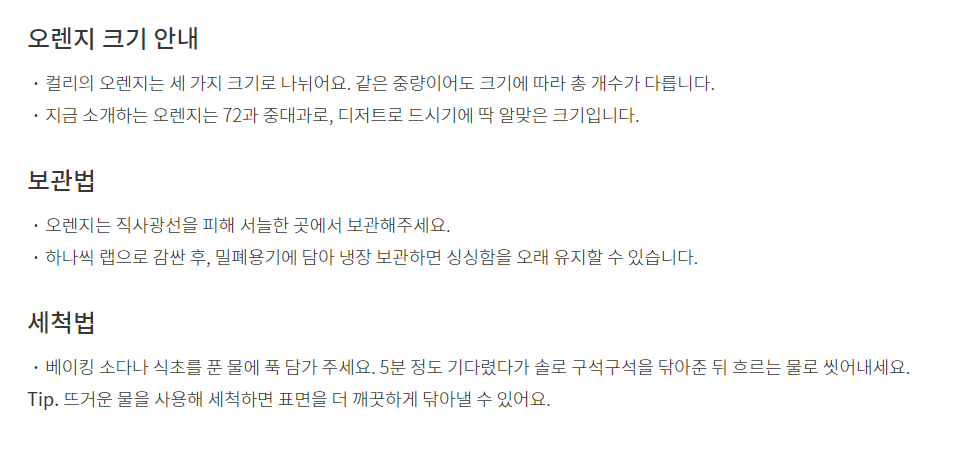 오렌지 크기 안내
· 컬리의 오렌지는 세 가지 크기로 나뉘어요. 같은 중량이어도 크기에 따라 총 개수가 다릅니다.
· 지금 소개하는 오렌지는 72과 중대과로, 디저트로 드시기에 딱 알맞은 크기입니다.
보관법
· 오렌지는 직사광선을 피해 서늘한 곳에서 보관해주세요.
· 하나씩 랩으로 감싼 후, 밀폐용기에 담아 냉장 보관하면 싱싱함을 오래 유지할 수 있습니다.
세척법
· 베이킹 소다나 식초를 푼 물에 푹 담가 주세요. 5분 정도 기다렸다가 솔로 구석구석을 닦아준 뒤 흐르는 물로 씻어내세요.
Tip. 뜨거운 물을 사용해 세척하면 표면을 더 깨끗하게 닦아낼 수 있어요.